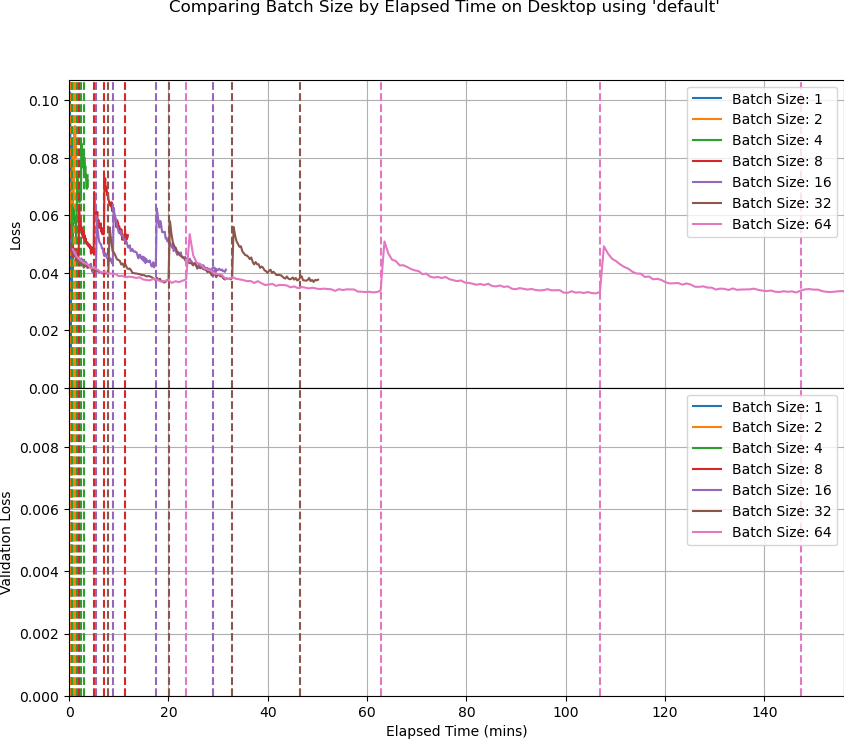 Comparing Batch Size by Elapsed Time on Desktop using 'default'
0.10
0.08
0.06
0.04
0.02
0.00
Loss
Batch Size: 1
Batch Size: 2
Batch Size: 4
Batch Size: 8
Batch Size: 16
Batch Size: 32
Batch Size: 64
0.008
0.006
0.004
0.002
0.000
Validation Loss
Batch Size: 1
Batch Size: 2
Batch Size: 4
Batch Size: 8
Batch Size: 16
Batch Size: 32
Batch Size: 64
0 20 40 60 80 100 120 140
Elapsed Time (mins)